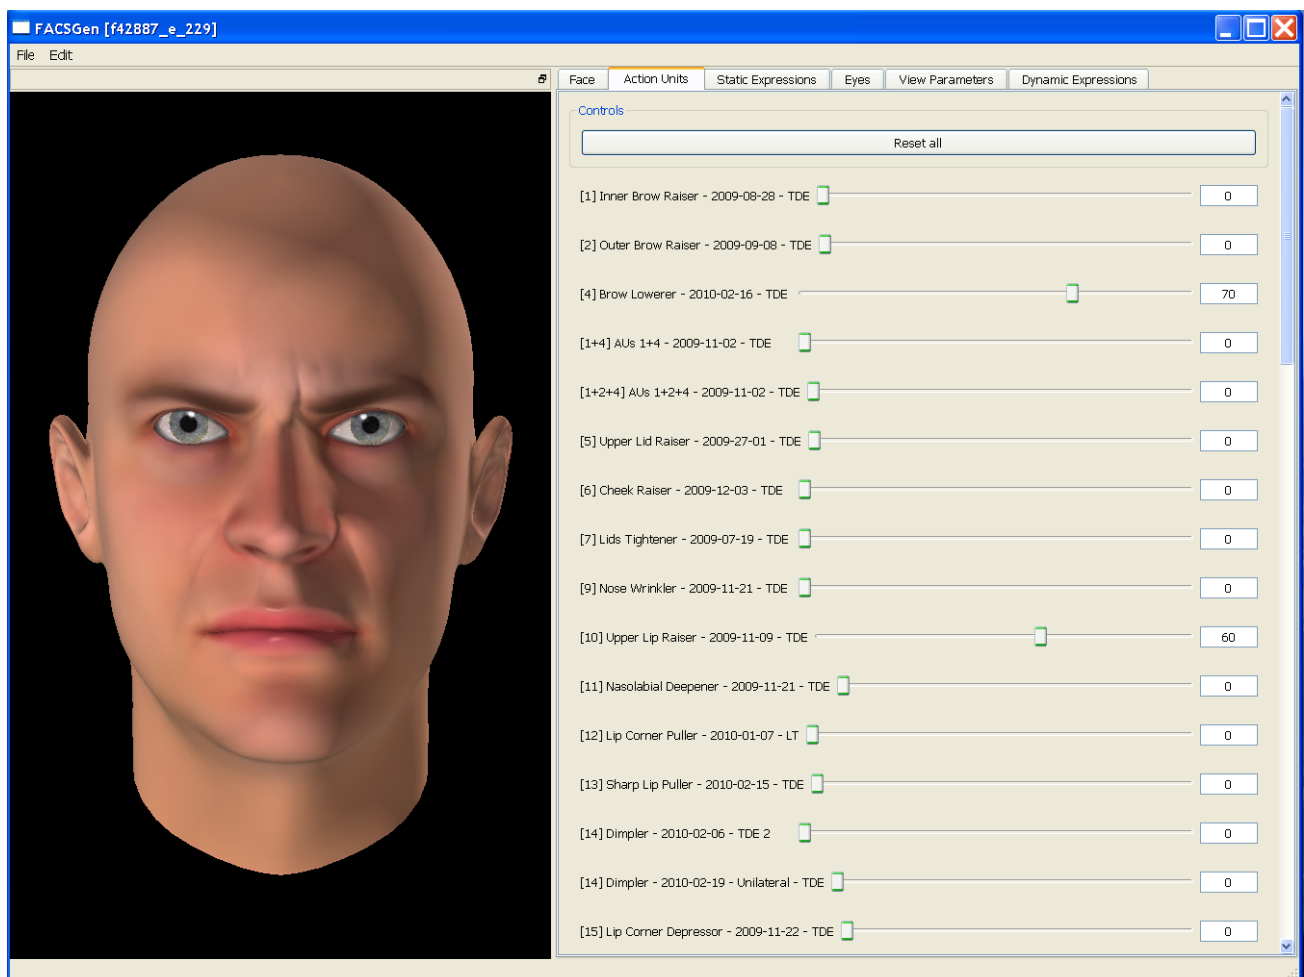 FACSGen [f42887_e_229]
File Edit
Face Action Units Static Expressions Eyes View Parameters Dynamic Expressions
Controls
Reset all
[1] Inner Brow Raiser - 2009-08-28 - TDE 0
[2] Outer Brow Raiser - 2009-09-08 - TDE 0
[4] Brow Lowerer - 2010-02-16 - TDE 70
[1+4] AUs 1+4 - 2009-11-02 - TDE 0
[1+2+4] AUs 1+2+4 - 2009-11-02 - TDE 0
[5] Upper Lid Raiser - 2009-27-01 - TDE 0
[6] Cheek Raiser - 2009-12-03 - TDE 0
[7] Lids Tightener - 2009-07-19 - TDE 0
[9] Nose Wrinkler - 2009-11-21 - TDE 0
[10] Upper Lip Raiser - 2009-11-09 - TDE 60
[11] Nasolabial Deepener - 2009-11-21 - TDE 0
[12] Lip Corner Puller - 2010-01-07 - LT 0
[13] Sharp Lip Puller - 2010-02-15 - TDE 0
[14] Dimpler - 2010-02-06 - TDE 2 0
[14] Dimpler - 2010-02-19 - Unilateral - TDE 0
[15] Lip Corner Depressor - 2009-11-22 - TDE 0